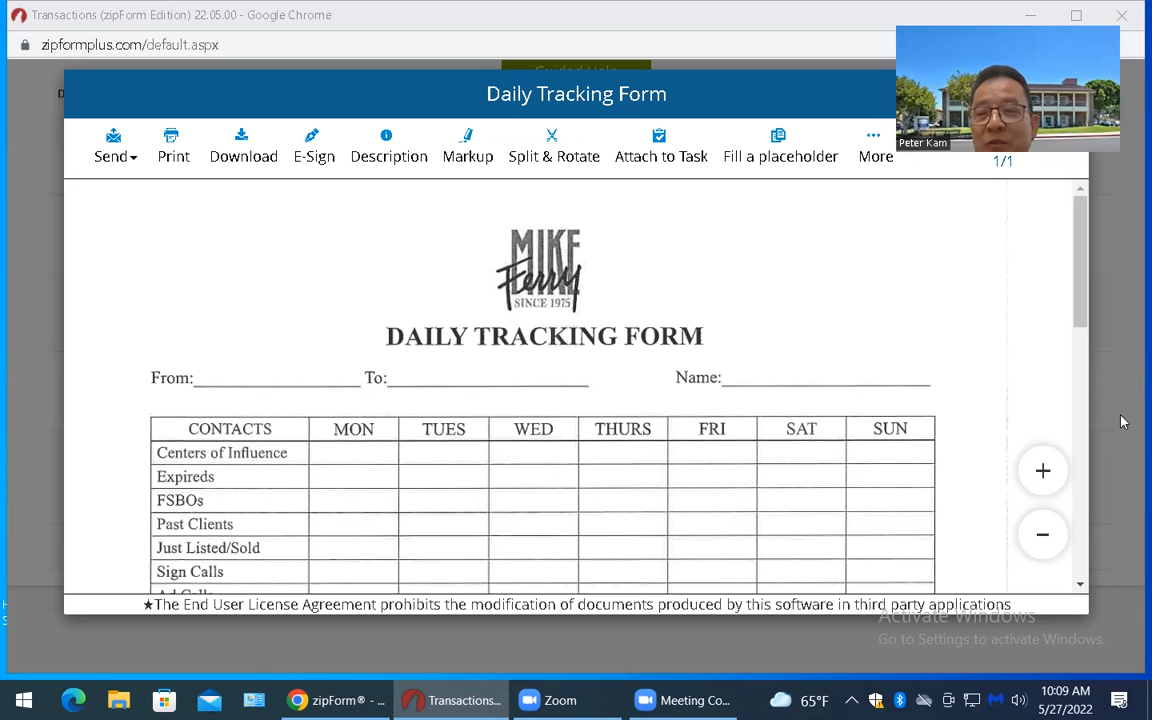 Transactions (zipForm Edition) 22.05.00 - Google Chrome
zipformplus.com/default.aspx
Daily Tracking Form
Send Print Download E-Sign Description Markup Split & Rotate Attach to Task Fill a placeholder More
Peter Kam
1/1
MIKE
Ferry
SINCE 1975
DAILY TRACKING FORM
From: To: Name:
CONTACTS MON TUES WED THURS FRI SAT SUN
Centers of Influence
Expireds
FSBOs
Past Clients
Just Listed/Sold
Sign Calls
★The End User License Agreement prohibits the modification of documents produced by this software in third party applications
Activate Windows
Go to Settings to activate Windows.
zipForm® - ... Transactions... Zoom Meeting Co... 65°F 10:09 AM
5/27/2022